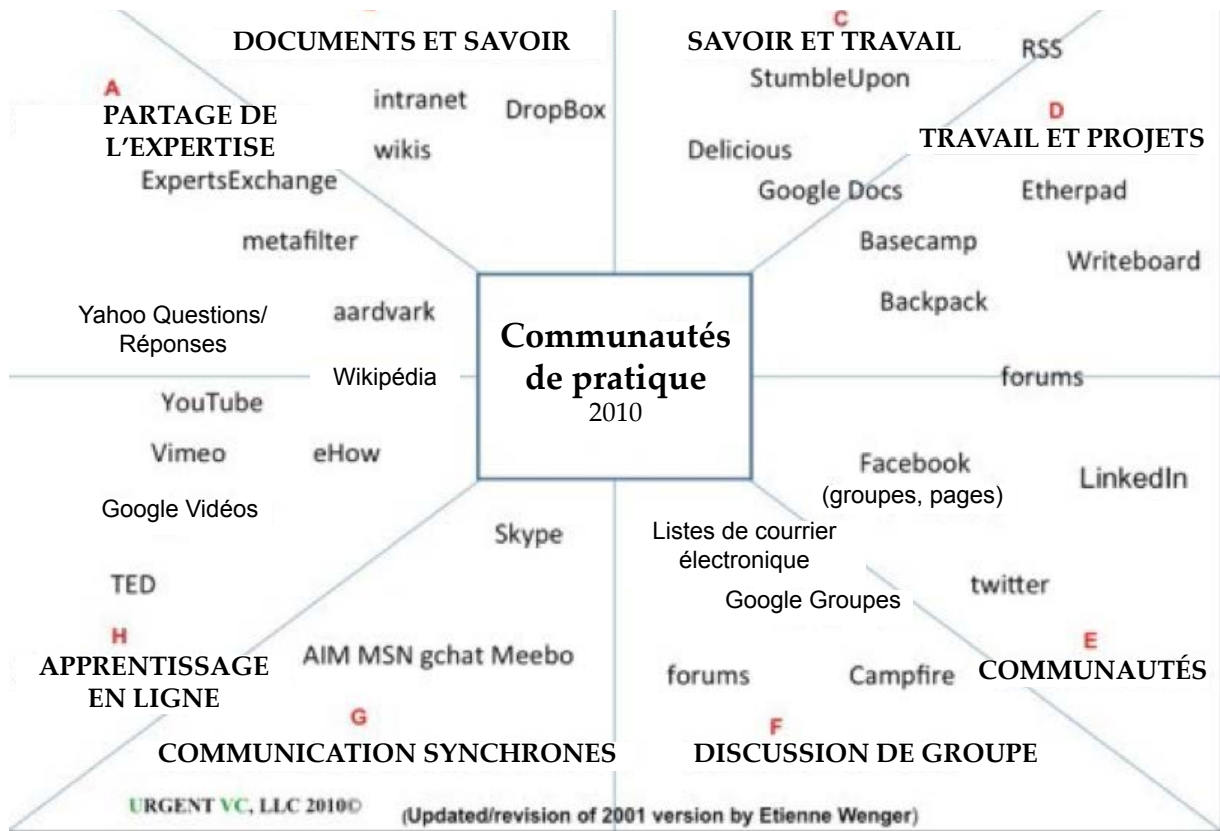 DOCUMENTS ET SAVOIR
intranet
DropBox
wikis
C
SAVOIR ET TRAVAIL
RSS
StumbleUpon
Delicious
Google Docs
A
PARTAGE DE
L'EXPERTISE
ExpertsExchange
metafilter
Yahoo Questions/
Réponses
aardvark
Wikipédia
D
TRAVAIL ET PROJETS
Etherpad
Basecamp
Writeboard
Backpack
forums
Communautés
de pratique
2010
YouTube
Vimeo
eHow
Google Vidéos
TED
H
APPRENTISSAGE
EN LIGNE
Facebook
(groupes, pages)
LinkedIn
twitter
E
COMMUNAUTÉS
Skype
AIM MSN gchat Meebo
G
COMMUNICATION SYNCHRONES
Listes de courrier
électronique
Google Groupes
forums
Campfire
F
DISCUSSION DE GROUPE
URGENT VC, LLC 2010©
(Updated/revision of 2001 version by Etienne Wenger)